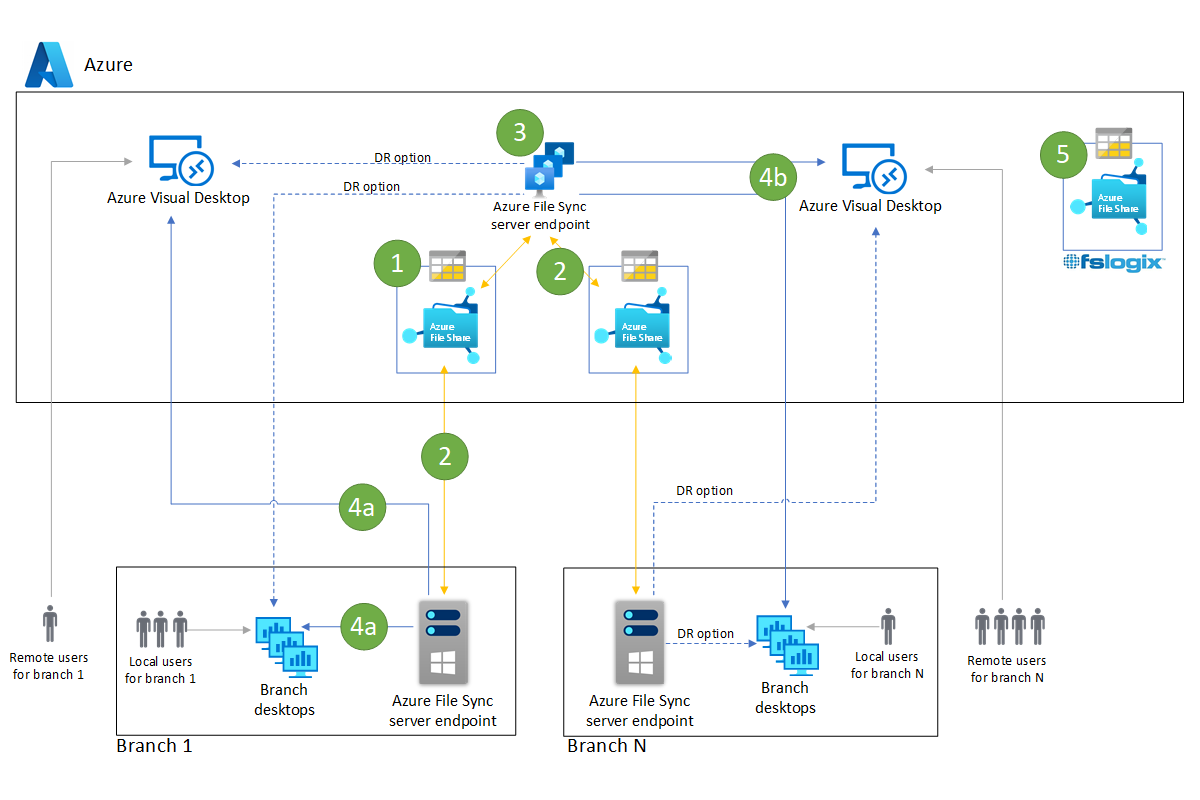 Azure
3
DR option
Azure Visual Desktop
DR option
4b
5
Azure Visual Desktop
Azure
File Share
fslogix
Azure File Sync
server endpoint
1
2
Azure
File Share
Azure
File Share
2
4a
DR option
4a
DR option
Remote users
for branch 1
Local users
for branch 1
Branch
desktops
Azure File Sync
server endpoint
Azure File Sync
server endpoint
Branch
desktops
Local users
for branch N
Remote users
for branch N
Branch 1
Branch N